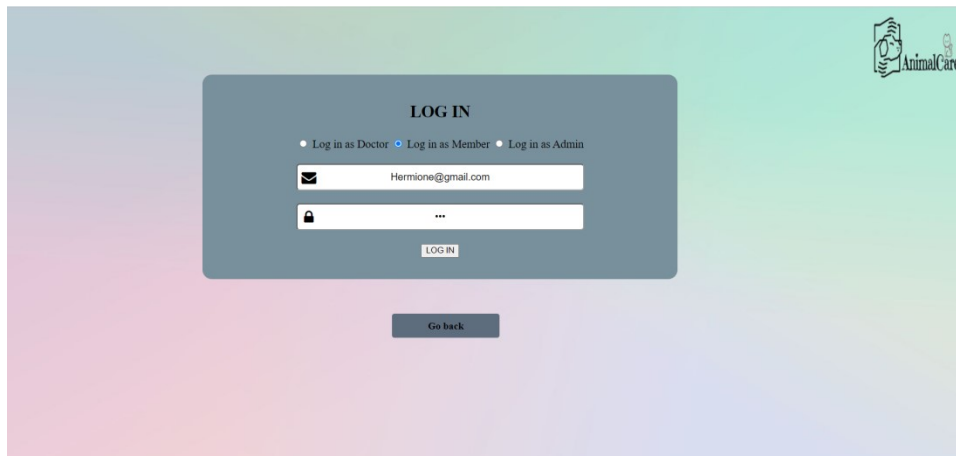 AnimalCare
LOG IN
Log in as Doctor Log in as Member Log in as Admin
Hermione@gmail.com
•••
LOG IN
Go back